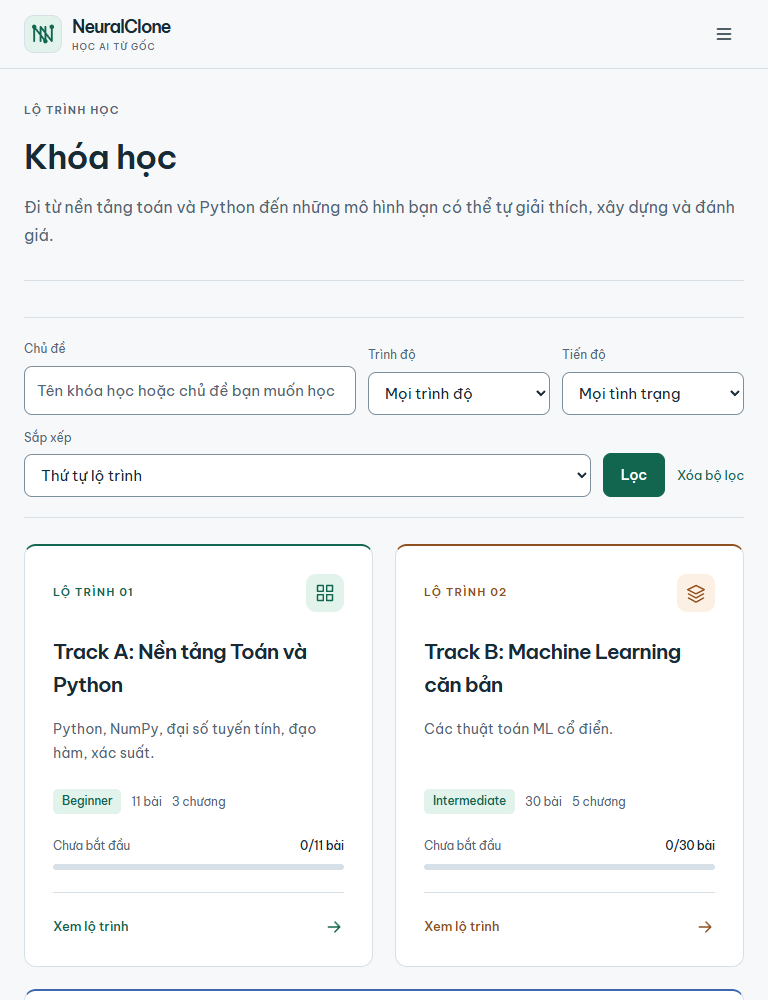 NeuralClone
HỌC AI TỪ GỐC
LỘ TRÌNH HỌC
Khóa học
Đi từ nền tảng toán và Python đến những mô hình bạn có thể tự giải thích, xây dựng và đánh
giá.
Chủ đề
Trình độ
Tiến độ
Tên khóa học hoặc chủ đề bạn muốn học
Mọi trình độ
Mọi tình trạng
Sắp xếp
Thứ tự lộ trình
Lọc
Xóa bộ lọc
LỘ TRÌNH 01
Track A: Nền tảng Toán và
Python
Python, NumPy, đại số tuyến tính, đạo
hàm, xác suất.
Beginner 11 bài 3 chương
Chưa bắt đầu 0/11 bài
Xem lộ trình
LỘ TRÌNH 02
Track B: Machine Learning
căn bản
Các thuật toán ML cổ điển.
Intermediate 30 bài 5 chương
Chưa bắt đầu 0/30 bài
Xem lộ trình